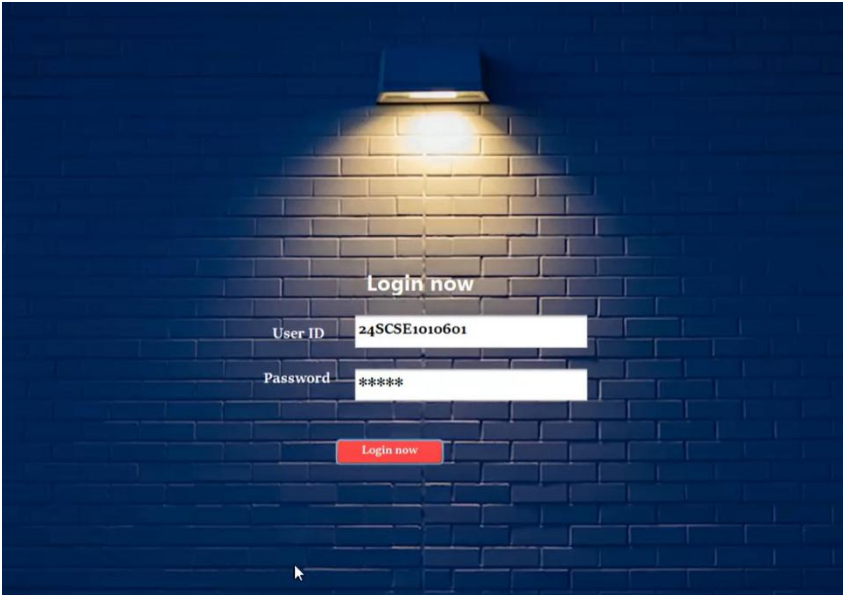 Login now
User ID
24SCSE1010601
Password
*****
Login now